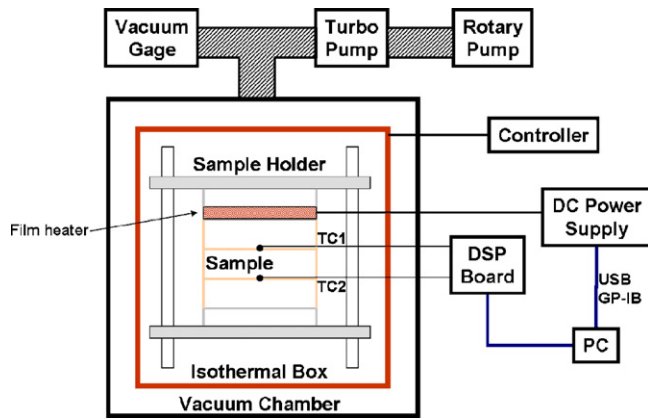 Vacuum
Gage
Turbo
Pump
Rotary
Pump
Controller
Sample Holder
Film heater
DC Power
Supply
TC1
Sample
DSP
Board
TC2
USB
GP-IB
PC
Isothermal Box
Vacuum Chamber